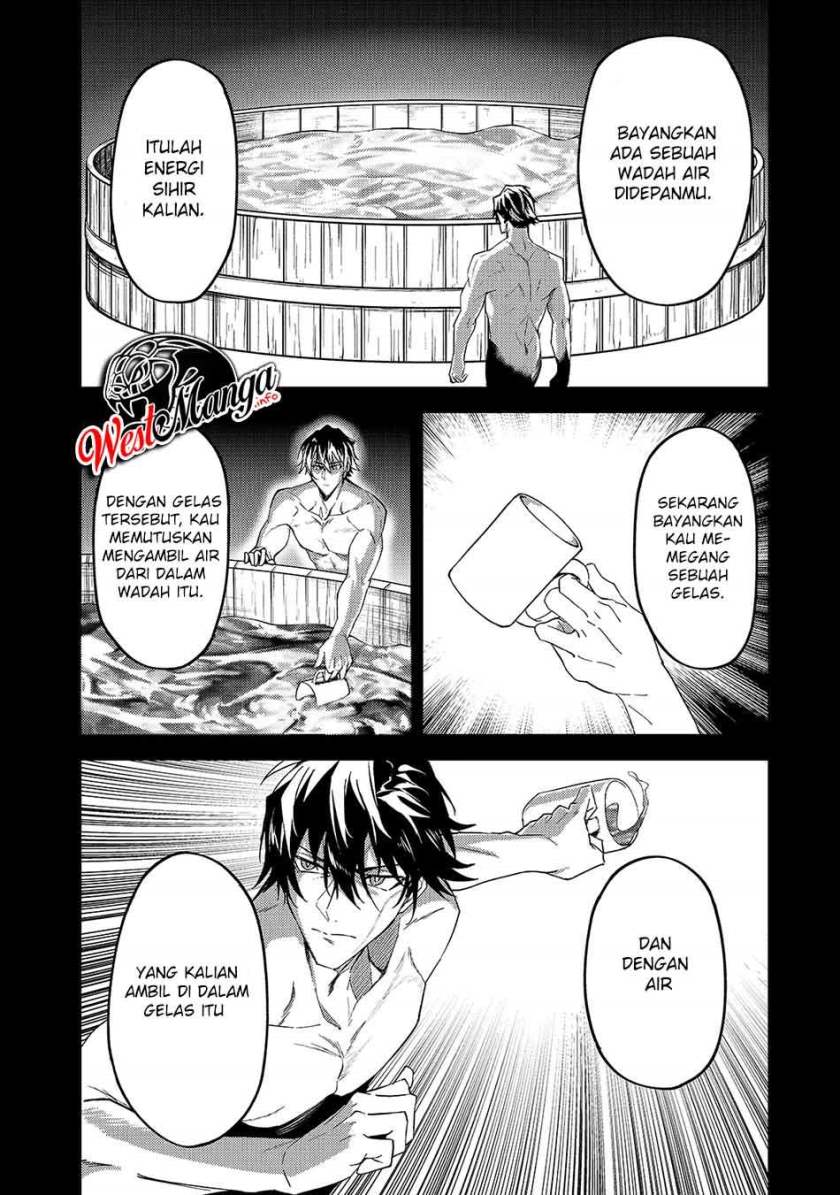 BAYANGKAN
ADA SEBUAH
WADAH AIR
DIDEPANMU.
ITULAH
ENERGI
SIHIR
KALIAN.
WestManga
.info
SEKARANG
BAYANGKAN
KAU ME-
MEGANG
SEBUAH
GELAS.
DENGAN GELAS
TERSEBUT, KAU
MEMUTUSKAN
MENGAMBIL AIR
DARI DALAM
WADAH ITU.
DAN
DENGAN
AIR
YANG KALIAN
AMBIL DI DALAM
GELAS ITU